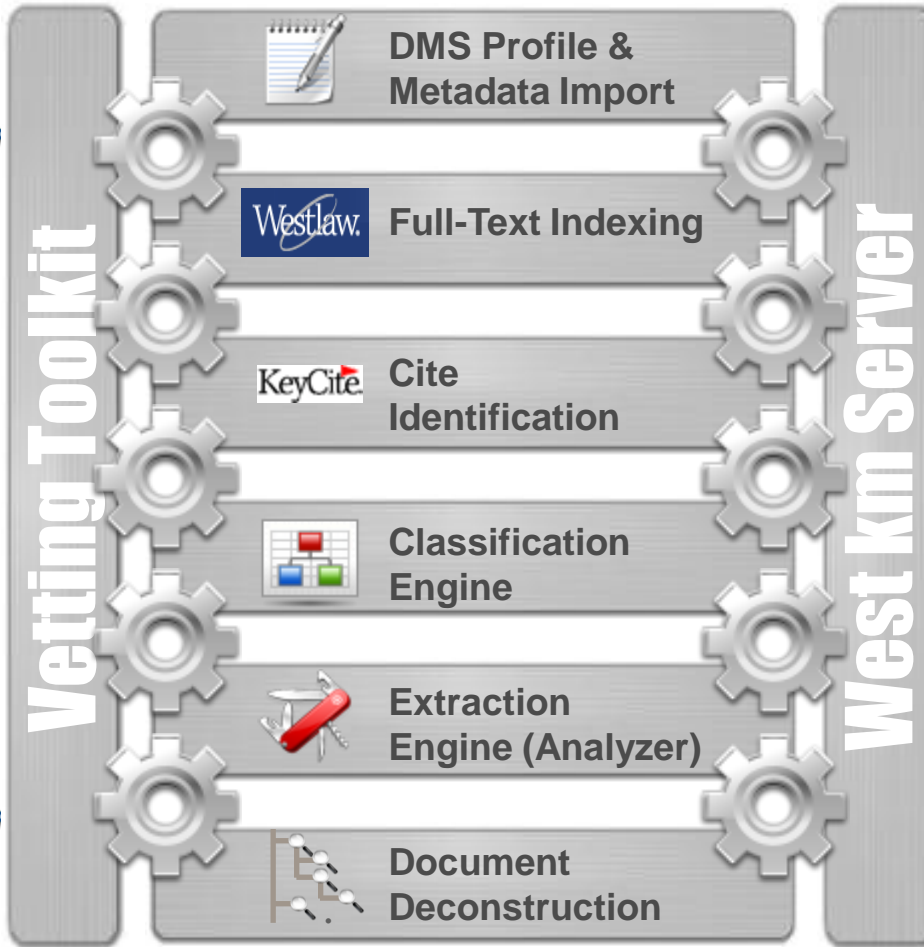 Vetting Toolkit
DMS Profile &
Metadata Import
Westlaw.
Full-Text Indexing
KeyCite.
Cite
Identification
Classification
Engine
Extraction
Engine (Analyzer)
Document
Deconstruction
West km Server